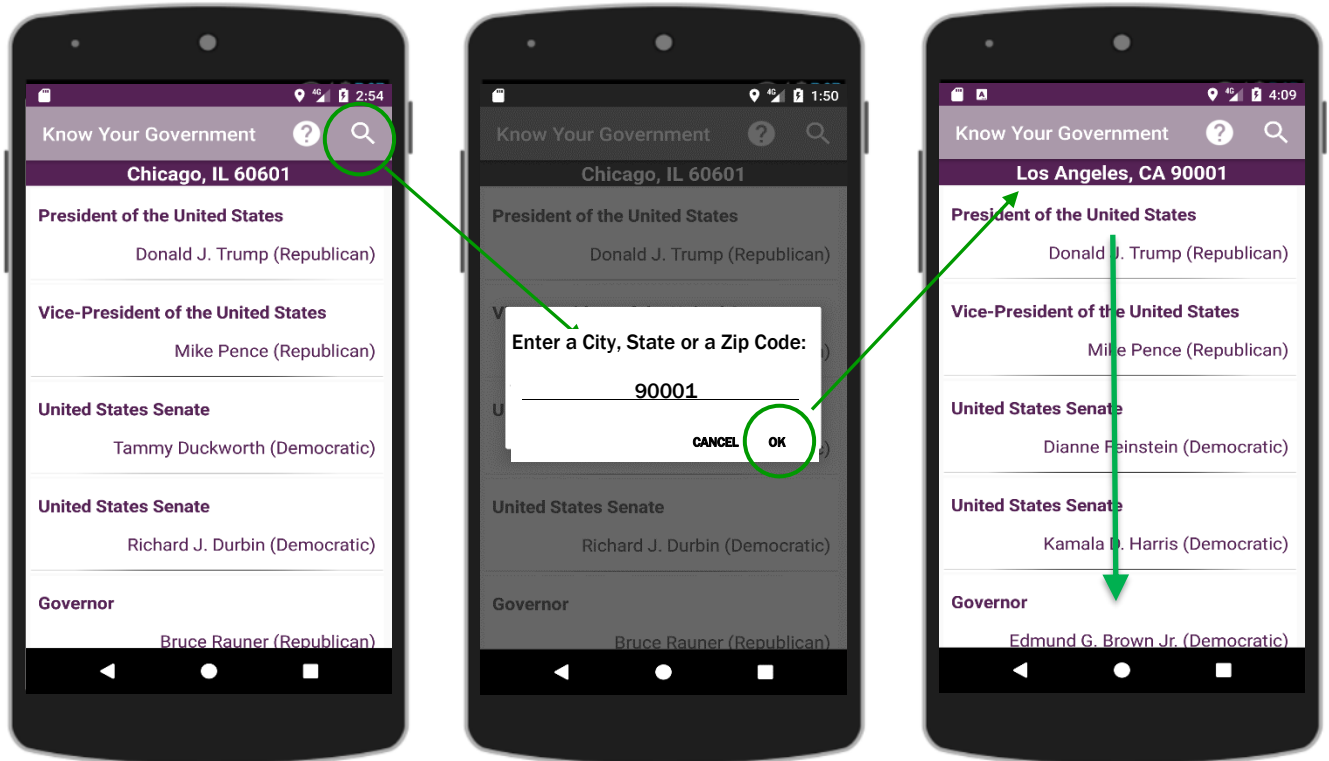 4G 2:54
Know Your Government ?
Chicago, IL 60601
President of the United States
Donald J. Trump (Republican)
Vice-President of the United States
Mike Pence (Republican)
United States Senate
Tammy Duckworth (Democratic)
United States Senate
Richard J. Durbin (Democratic)
Governor
Bruce Rauner (Republican)
4G 1:50
Know Your Government ?
Chicago, IL 60601
President of the United States
Donald J. Trump (Republican)
V
Enter a City, State or a Zip Code:
)
90001
U
CANCEL OK
)
United States Senate
Richard J. Durbin (Democratic)
Governor
Bruce Rauner (Republican)
A 4G 4:09
Know Your Government ?
Los Angeles, CA 90001
President of the United States
Donald J. Trump (Republican)
Vice-President of the United States
Mike Pence (Republican)
United States Senate
Dianne Feinstein (Democratic)
United States Senate
Kamala D. Harris (Democratic)
Governor
Edmund G. Brown Jr. (Democratic)